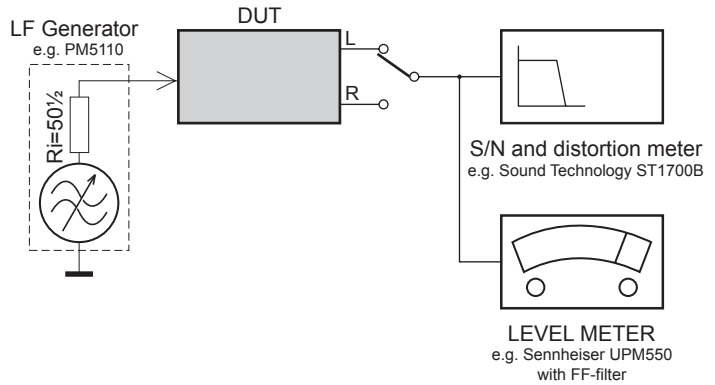 LF Generator
e.g. PM5110
Ri=50½
DUT
L
R
S/N and distortion meter
e.g. Sound Technology ST1700B
LEVEL METER
e.g. Sennheiser UPM550
with FF-filter